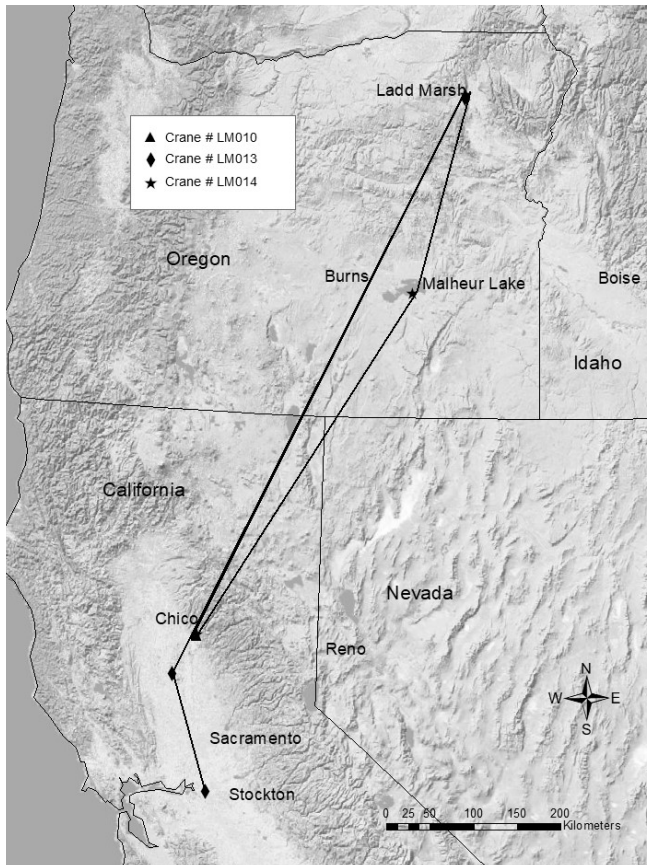 Ladd Marsh
Crane # LM010
Crane # LM013
Crane # LM014
Oregon
Burns
Malheur Lake
Boise
Idaho
California
Nevada
Chico
Reno
N
W E
S
Sacramento
Stockton
0 25 50 100 150 200
Kilometers